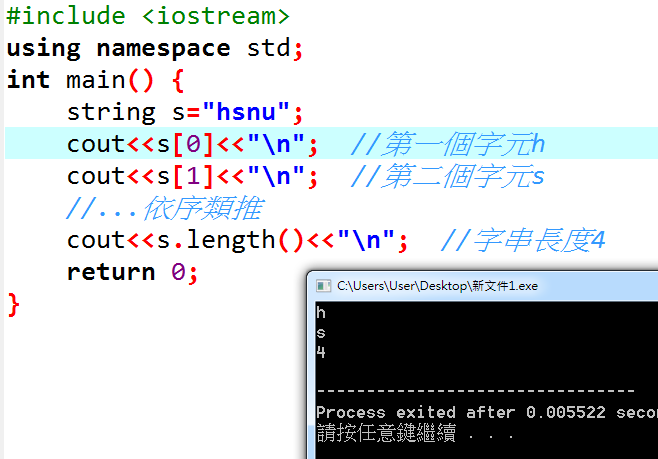 #include <iostream>
using namespace std;
int main() {
    string s="hsnu";
    cout<<s[0]<<"\n";  //第一個字元h
    cout<<s[1]<<"\n";  //第二個字元s
    //...依序類推
    cout<<s.length()<<"\n";  //字串長度4
    return 0;
}
C:\Users\User\Desktop\新文件1.exe
h
s
4
--------------------------------
Process exited after 0.005522 seco
請按任意鍵繼續 . . .